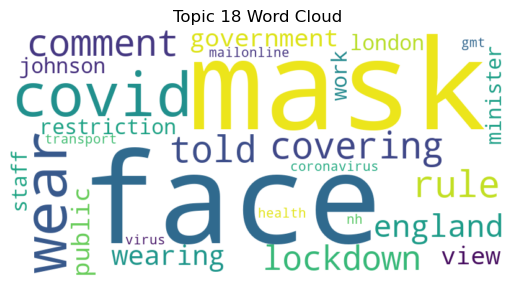 Topic 18 Word Cloud
comment
government
london
gmt
johnson
mailonline
mask
work
minister
covid
restriction
transport
wear
told
covering
coronavirus
staff
public
face
rule
health
nh
england
virus
wearing
lockdown
view